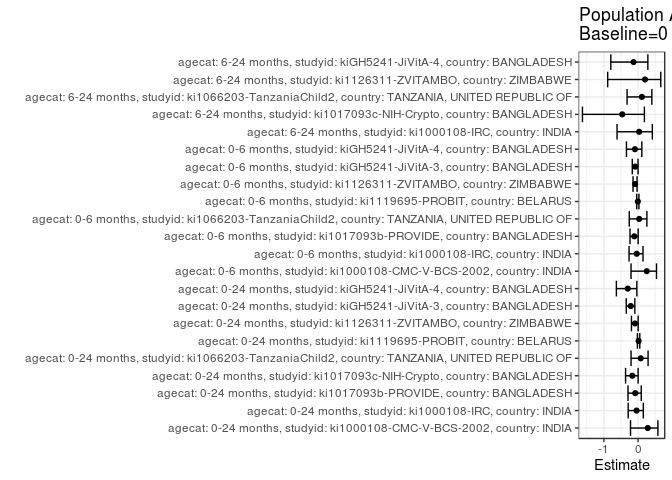 Population
Baseline=0
agecat: 6-24 months, studyid: kiGH5241-JiVitA-4, country: BANGLADESH
agecat: 6-24 months, studyid: ki1126311-ZVITAMBO, country: ZIMBABWE
agecat: 6-24 months, studyid: ki1066203-TanzaniaChild2, country: TANZANIA, UNITED REPUBLIC OF
agecat: 6-24 months, studyid: ki1017093c-NIH-Crypto, country: BANGLADESH
agecat: 6-24 months, studyid: ki1000108-IRC, country: INDIA
agecat: 0-6 months, studyid: kiGH5241-JiVitA-4, country: BANGLADESH
agecat: 0-6 months, studyid: kiGH5241-JiVitA-3, country: BANGLADESH
agecat: 0-6 months, studyid: ki1126311-ZVITAMBO, country: ZIMBABWE
agecat: 0-6 months, studyid: ki1119695-PROBIT, country: BELARUS
agecat: 0-6 months, studyid: ki1066203-TanzaniaChild2, country: TANZANIA, UNITED REPUBLIC OF
agecat: 0-6 months, studyid: ki1017093b-PROVIDE, country: BANGLADESH
agecat: 0-6 months, studyid: ki1000108-IRC, country: INDIA
agecat: 0-6 months, studyid: ki1000108-CMC-V-BCS-2002, country: INDIA
agecat: 0-24 months, studyid: kiGH5241-JiVitA-4, country: BANGLADESH
agecat: 0-24 months, studyid: kiGH5241-JiVitA-3, country: BANGLADESH
agecat: 0-24 months, studyid: ki1126311-ZVITAMBO, country: ZIMBABWE
agecat: 0-24 months, studyid: ki1119695-PROBIT, country: BELARUS
agecat: 0-24 months, studyid: ki1066203-TanzaniaChild2, country: TANZANIA, UNITED REPUBLIC OF
agecat: 0-24 months, studyid: ki1017093c-NIH-Crypto, country: BANGLADESH
agecat: 0-24 months, studyid: ki1017093b-PROVIDE, country: BANGLADESH
agecat: 0-24 months, studyid: ki1000108-IRC, country: INDIA
agecat: 0-24 months, studyid: ki1000108-CMC-V-BCS-2002, country: INDIA
-1 0
Estimate